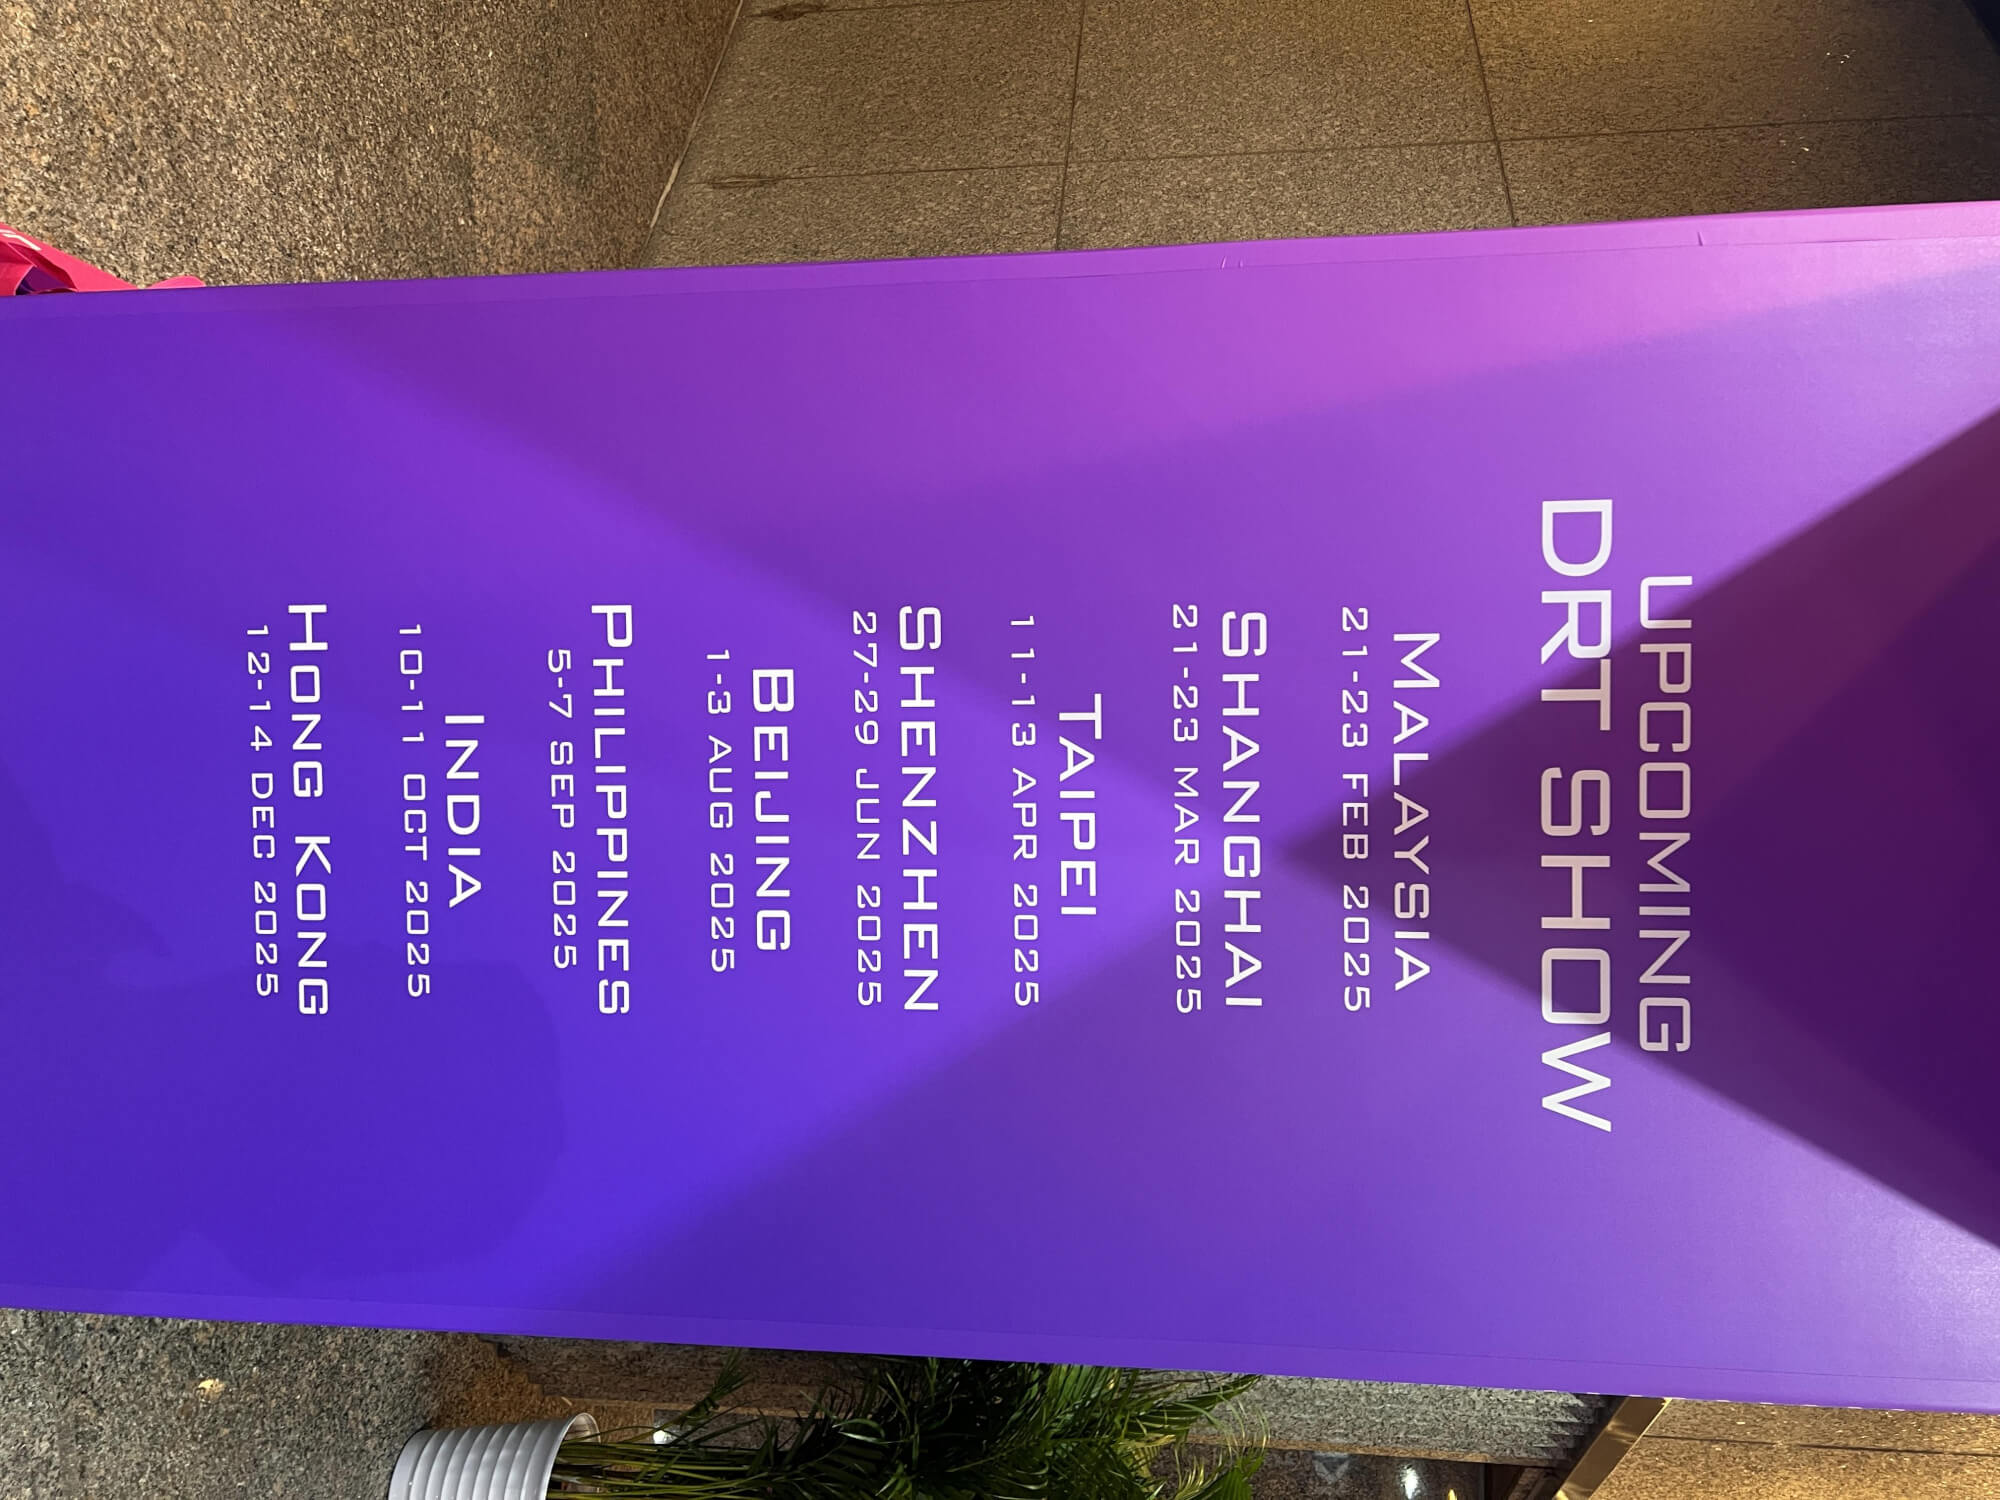 UPCOMING
DRT SHOW
MALAYSIA
21-23 FEB 2025
SHANGHAI
21-23 MAR 2025
TAIPEI
11-13 APR 2025
SHENZHEN
27-29 JUN 2025
BEIJING
1-3 AUG 2025
PHILIPPINES
5-7 SEP 2025
INDIA
10-11 OCT 2025
HONG KONG
12-14 DEC 2025